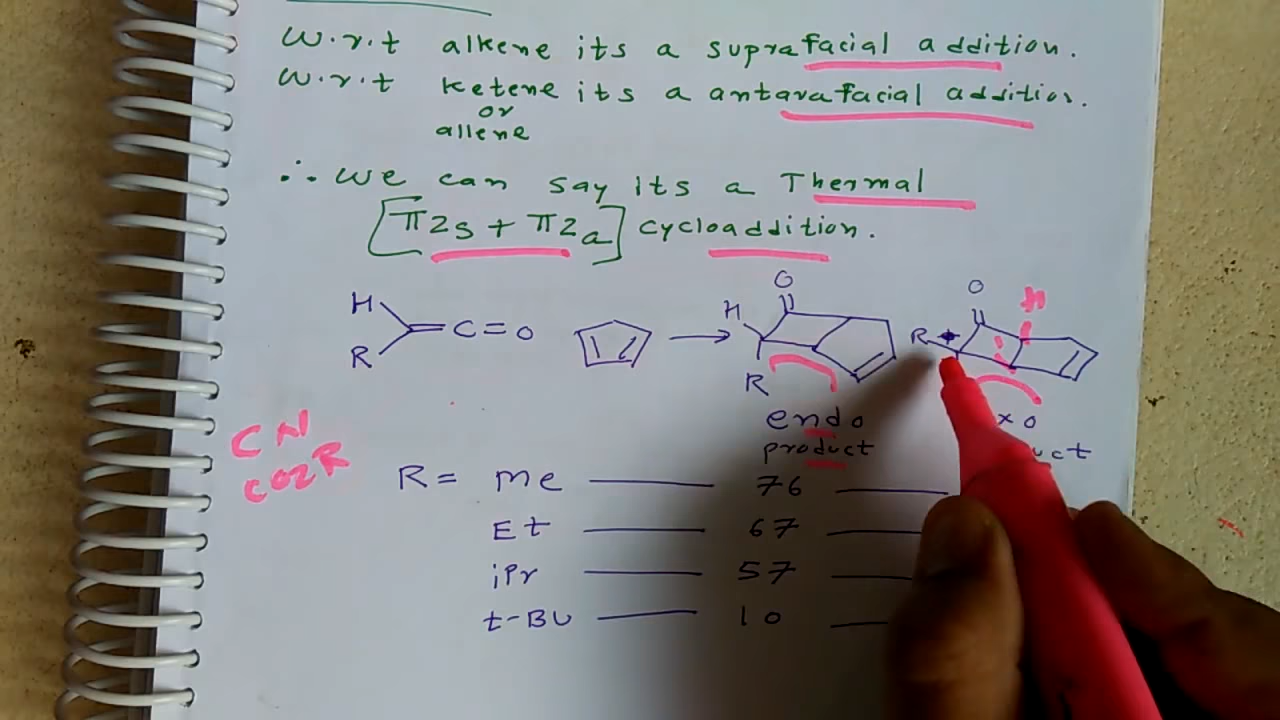 w.r.t alkene its a suprafacial addition.
w.r.t ketene its a antarafacial addition.
or
allene
∴ we can say its a Thermal
[π2s + π2a] cycloaddition.
H
R
C=O
O
H
R
O
H
R
endo
product
CN
CO2R
R= Me 76
Et 67
iPr 57
t-BU 10